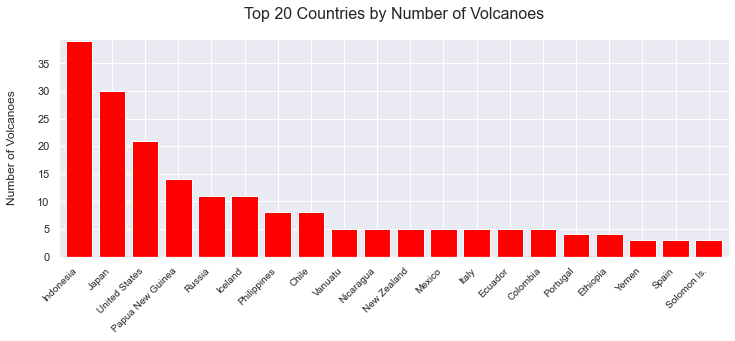 Top 20 Countries by Number of Volcanoes
Number of Volcanoes
35
30
25
20
15
10
5
0
Indonesia
Japan
United States
Papua New Guinea
Russia
Iceland
Philippines
Chile
Vanuatu
Nicaragua
New Zealand
Mexico
Italy
Ecuador
Colombia
Portugal
Ethiopia
Yemen
Spain
Solomon Is.